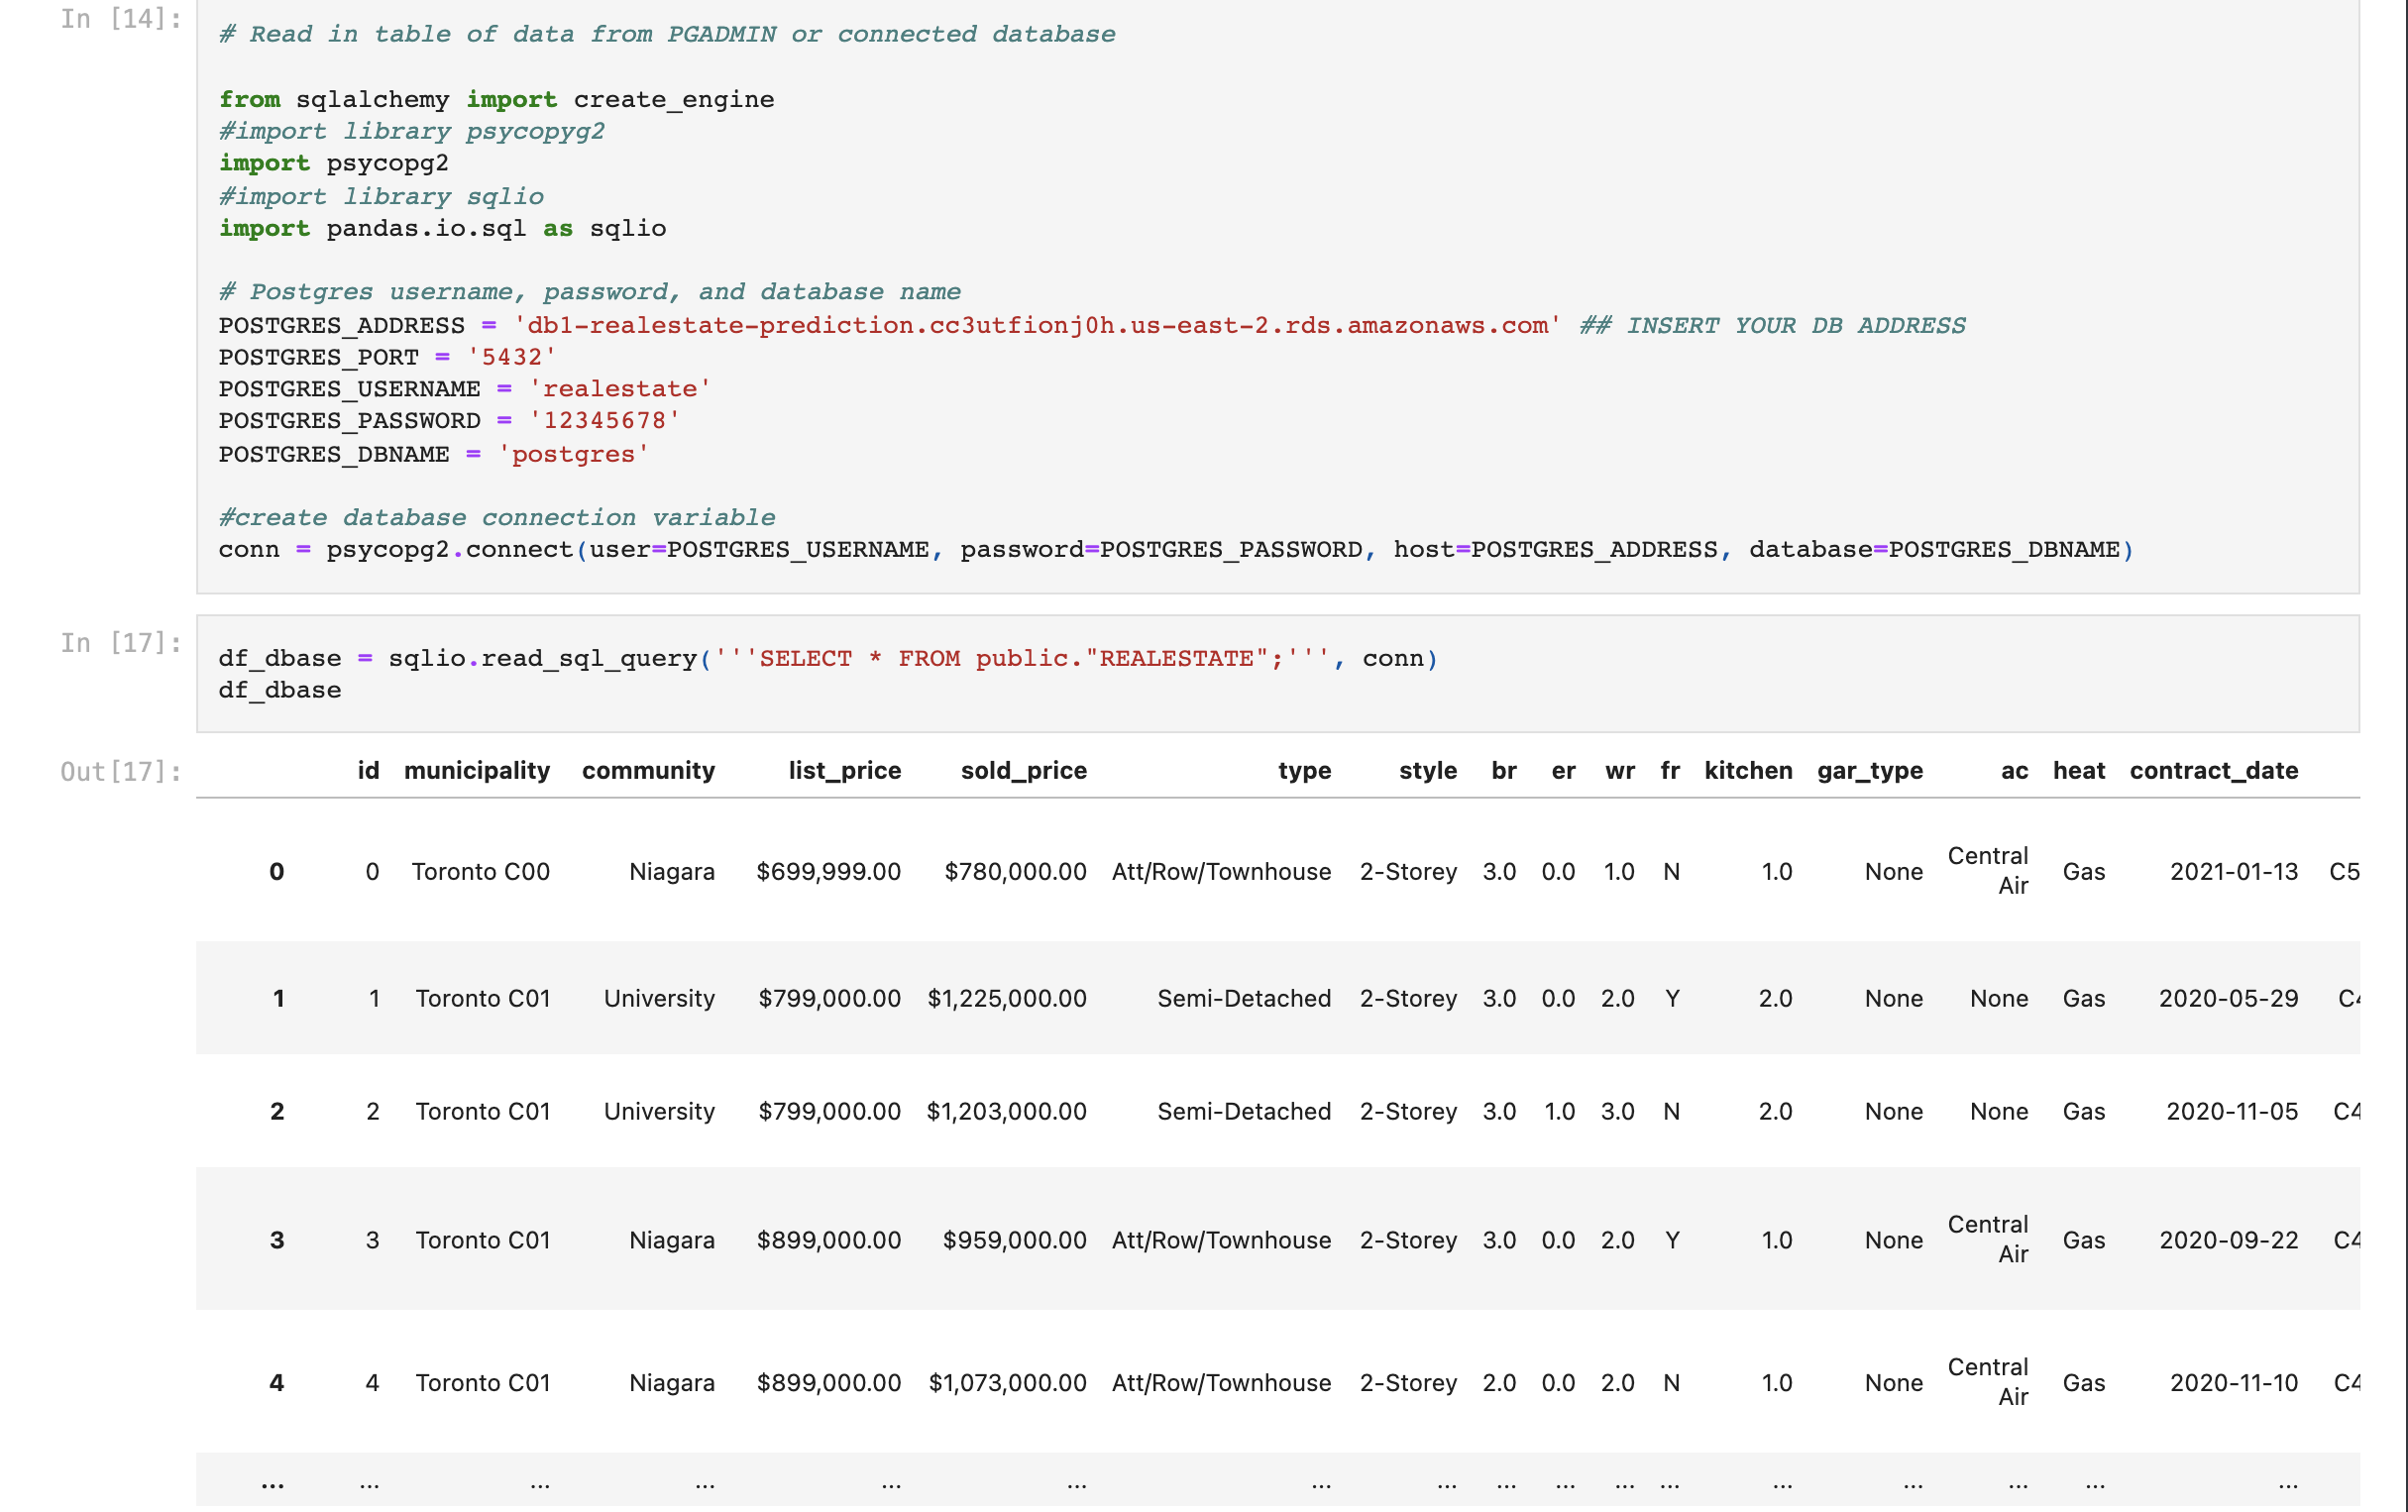 In [14]:
# Read in table of data from PGADMIN or connected database
from sqlalchemy import create_engine
#import library psycopyg2
import psycopg2
#import library sqlio
import pandas.io.sql as sqlio
# Postgres username, password, and database name
POSTGRES_ADDRESS = 'db1-realestate-prediction.cc3utfionj0h.us-east-2.rds.amazonaws.com' ## INSERT YOUR DB ADDRESS
POSTGRES_PORT = '5432'
POSTGRES_USERNAME = 'realestate'
POSTGRES_PASSWORD = '12345678'
POSTGRES_DBNAME = 'postgres'
#create database connection variable
conn = psycopg2.connect(user=POSTGRES_USERNAME, password=POSTGRES_PASSWORD, host=POSTGRES_ADDRESS, database=POSTGRES_DBNAME)
In [17]:
df_dbase = sqlio.read_sql_query('''SELECT * FROM public."REALESTATE";''', conn)
df_dbase
Out[17]:
id municipality community list_price sold_price type style br er wr fr kitchen gar_type ac heat contract_date
0 0 Toronto C00 Niagara $699,999.00 $780,000.00 Att/Row/Townhouse 2-Storey 3.0 0.0 1.0 N 1.0 None Central Air Gas 2021-01-13 C5
1 1 Toronto C01 University $799,000.00 $1,225,000.00 Semi-Detached 2-Storey 3.0 0.0 2.0 Y 2.0 None None Gas 2020-05-29 C4
2 2 Toronto C01 University $799,000.00 $1,203,000.00 Semi-Detached 2-Storey 3.0 1.0 3.0 N 2.0 None None Gas 2020-11-05 C4
3 3 Toronto C01 Niagara $899,000.00 $959,000.00 Att/Row/Townhouse 2-Storey 3.0 0.0 2.0 Y 1.0 None Central Air Gas 2020-09-22 C4
4 4 Toronto C01 Niagara $899,000.00 $1,073,000.00 Att/Row/Townhouse 2-Storey 2.0 0.0 2.0 N 1.0 None Central Air Gas 2020-11-10 C4
... ... ... ... ... ... ... ... ... ... ... ... ... ... ... ... ...